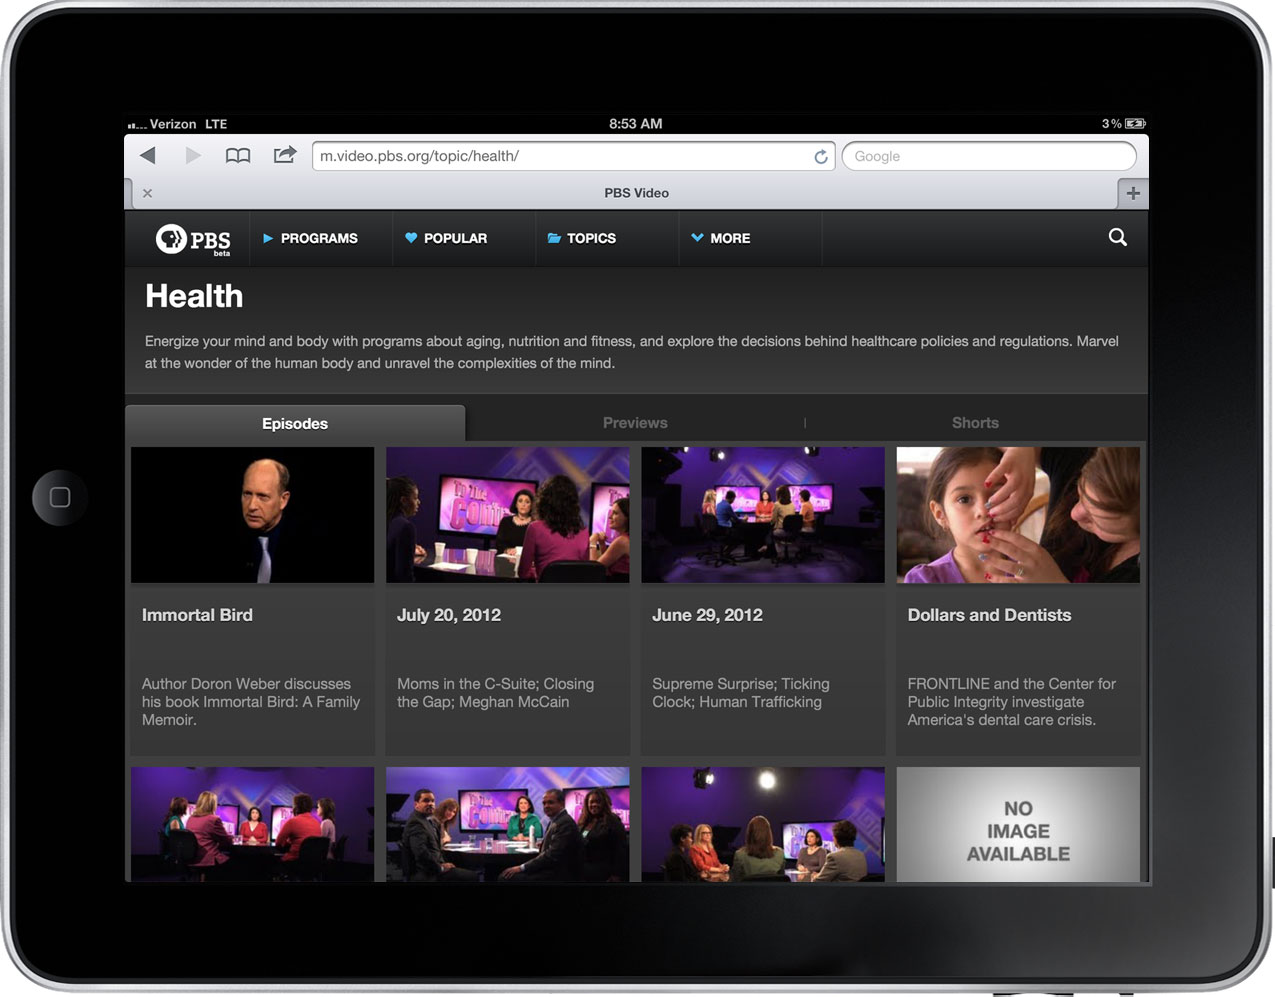 Verizon LTE
8:53 AM
3%
m.video.pbs.org/topic/health/
Google
PBS Video
PBS
beta
PROGRAMS
POPULAR
TOPICS
MORE
Health
Energize your mind and body with programs about aging, nutrition and fitness, and explore the decisions behind healthcare policies and regulations. Marvel
at the wonder of the human body and unravel the complexities of the mind.
Episodes
Previews
Shorts
Immortal Bird
July 20, 2012
June 29, 2012
Dollars and Dentists
Author Doron Weber discusses
his book Immortal Bird: A Family
Memoir.
Moms in the C-Suite; Closing
the Gap; Meghan McCain
Supreme Surprise; Ticking
Clock; Human Trafficking
FRONTLINE and the Center for
Public Integrity investigate
America's dental care crisis.
NO
IMAGE
AVAILABLE